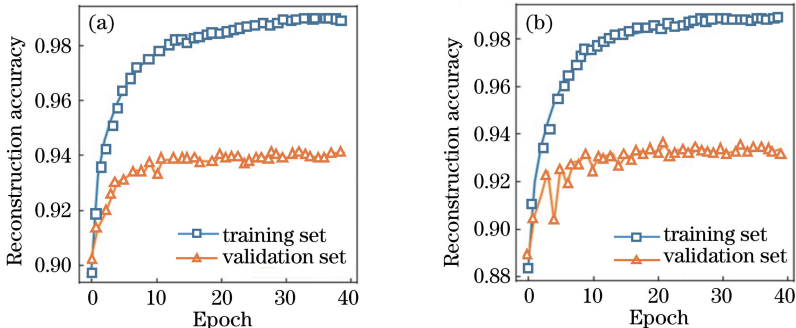 (a)
Reconstruction accuracy
0.98
0.96
0.94
0.92
0.90
training set
validation set
0 10 20 30 40
Epoch
(b)
Reconstruction accuracy
0.98
0.96
0.94
0.92
0.90
0.88
training set
validation set
0 10 20 30 40
Epoch